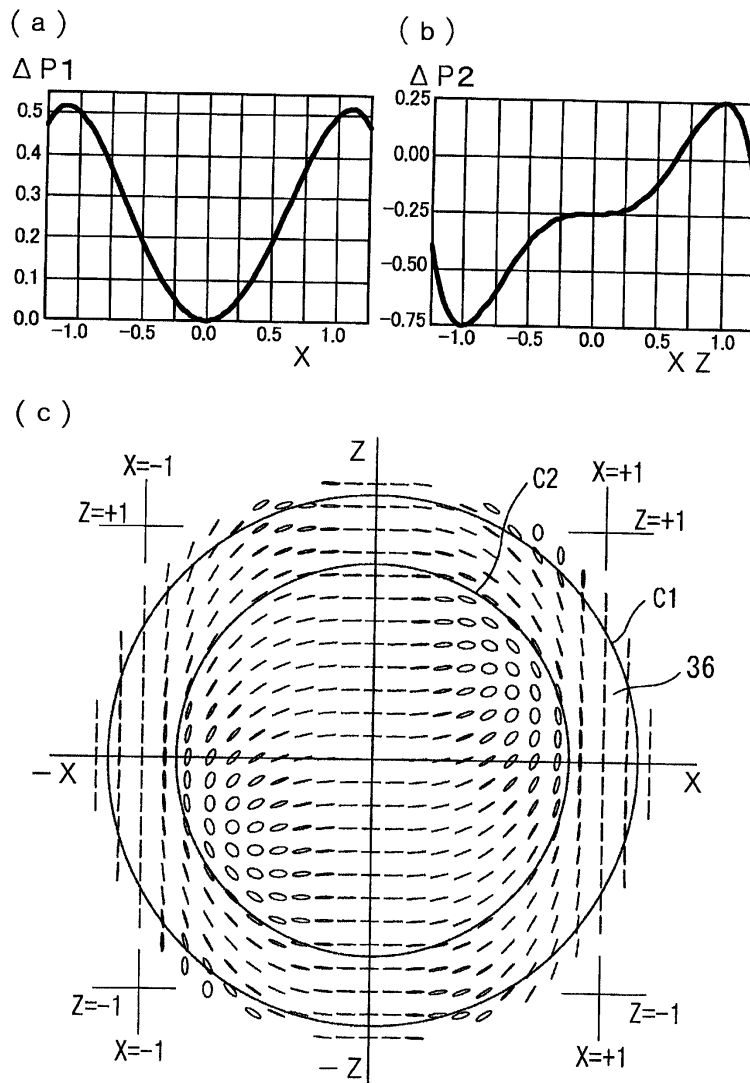 (a)
ΔP1
0.5
0.4
0.3
0.2
0.1
0.0
-1.0 -0.5 0.0 0.5 1.0
X
(b)
ΔP2
0.25
0.00
-0.25
-0.50
-0.75
-1.0 -0.5 0.0 0.5 1.0
X Z
(c)
X=-1
Z=+1
Z
C2
X=+1
Z=+1
C1
36
-X
X
Z=-1
X=-1
-Z
Z=-1
X=+1